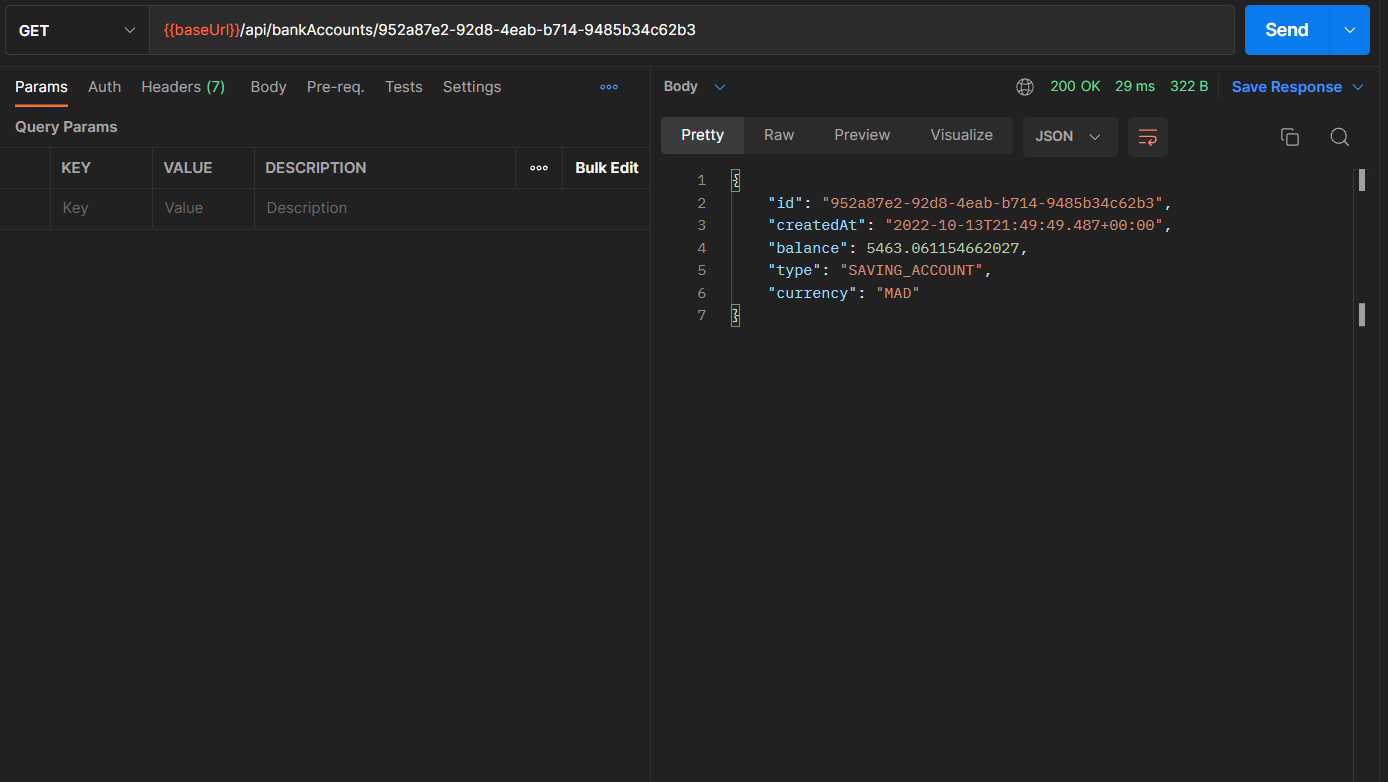 GET {{baseUrl}}/api/bankAccounts/952a87e2-92d8-4eab-b714-9485b34c62b3 Send
Params Auth Headers (7) Body Pre-req. Tests Settings
Query Params
KEY VALUE DESCRIPTION Bulk Edit
Key Value Description
Body 200 OK 29 ms 322 B Save Response
Pretty Raw Preview Visualize JSON
1 {
2 "id": "952a87e2-92d8-4eab-b714-9485b34c62b3",
3 "createdAt": "2022-10-13T21:49:49.487+00:00",
4 "balance": 5463.061154662027,
5 "type": "SAVING_ACCOUNT",
6 "currency": "MAD"
7 }